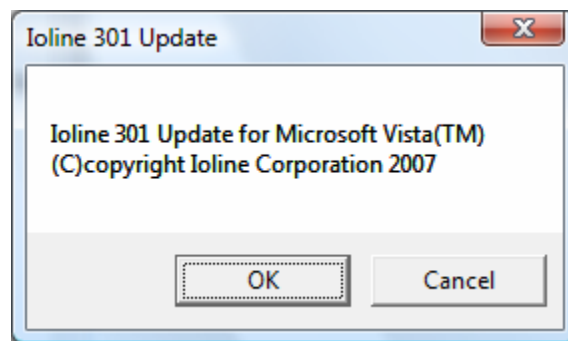 Ioline 301 Update
Ioline 301 Update for Microsoft Vista(TM)
(C)copyright Ioline Corporation 2007
OK
Cancel